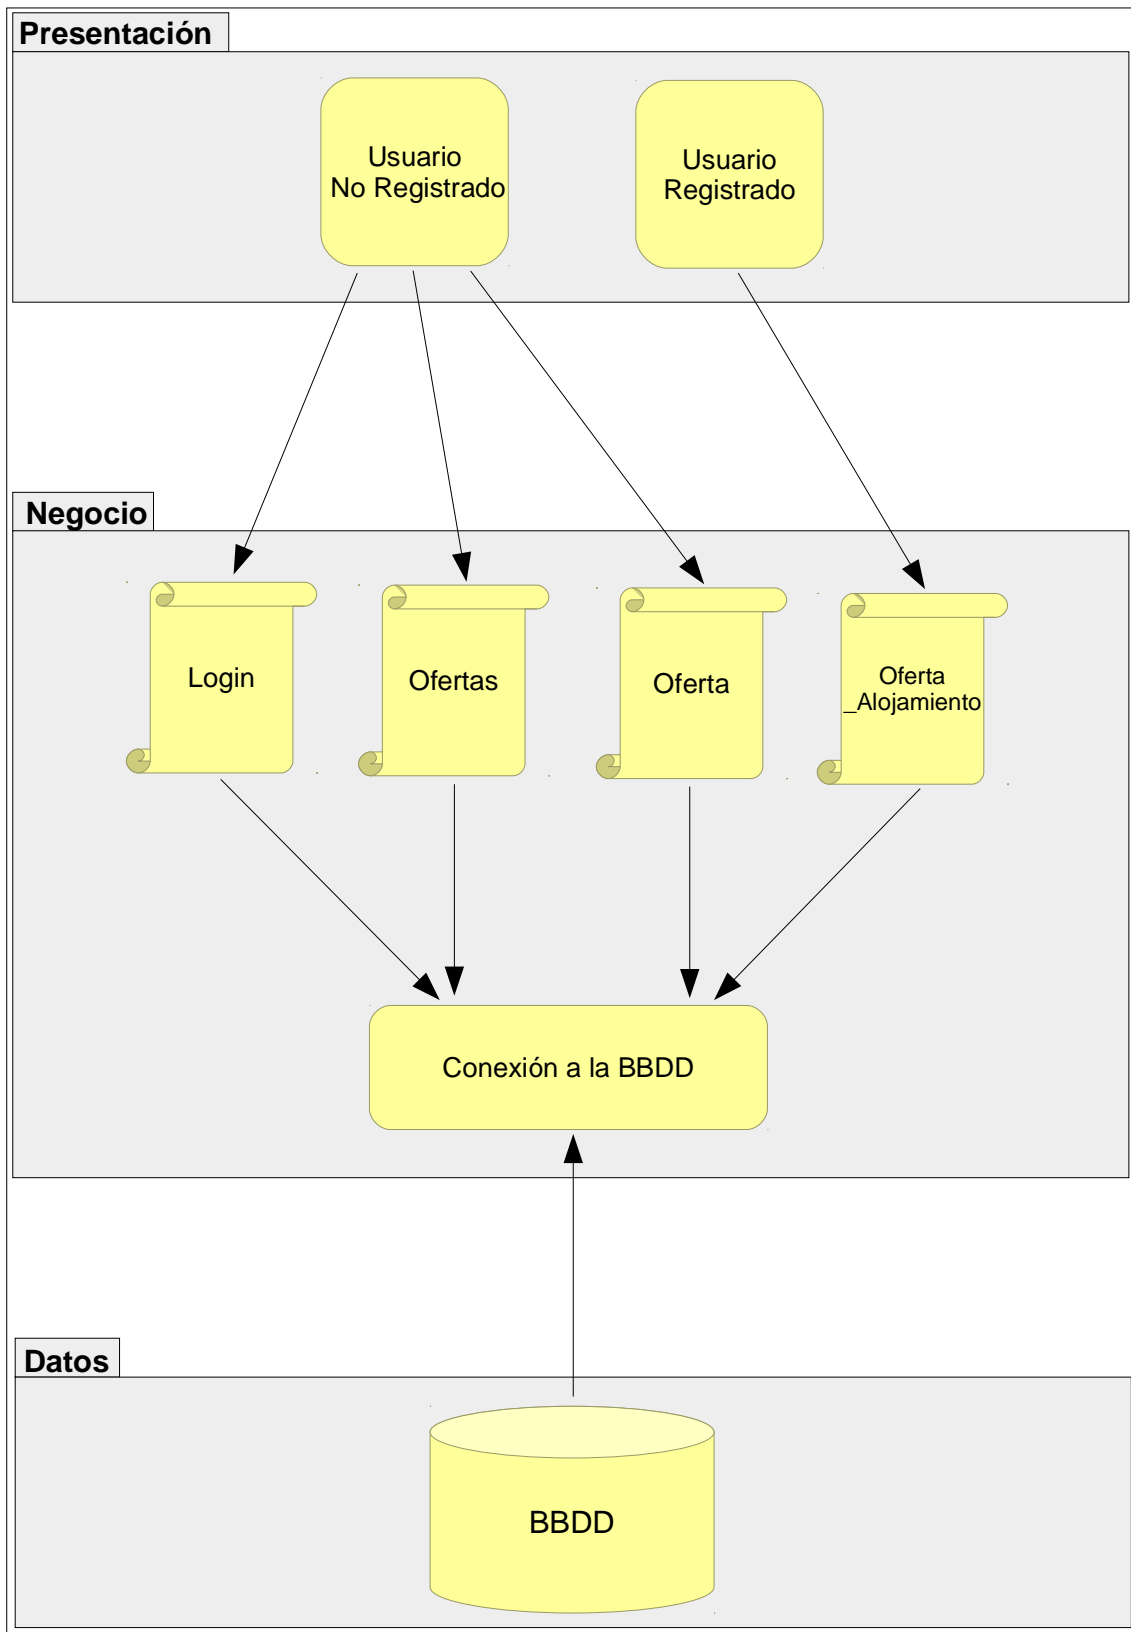 Presentación
Usuario
No Registrado
Usuario
Registrado
Negocio
Login
Ofertas
Oferta
Oferta
_Alojamiento
Conexión a la BBDD
Datos
BBDD